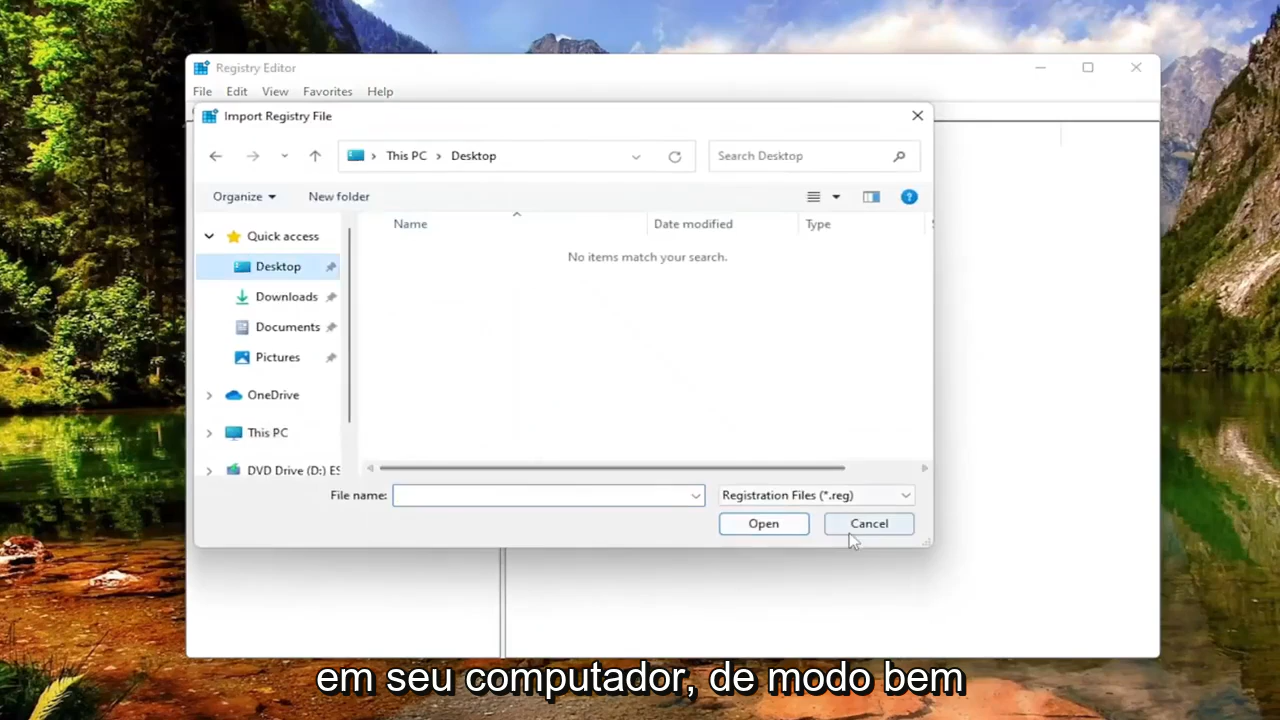 Registry Editor
File Edit View Favorites Help
Import Registry File
This PC Desktop
Search Desktop
Organize New folder
Name Date modified Type
Quick access
No items match your search.
Desktop
Downloads
Documents
Pictures
OneDrive
This PC
DVD Drive (D:) ES
File name: Registration Files (*.reg)
Open Cancel
em seu computador, de modo bem